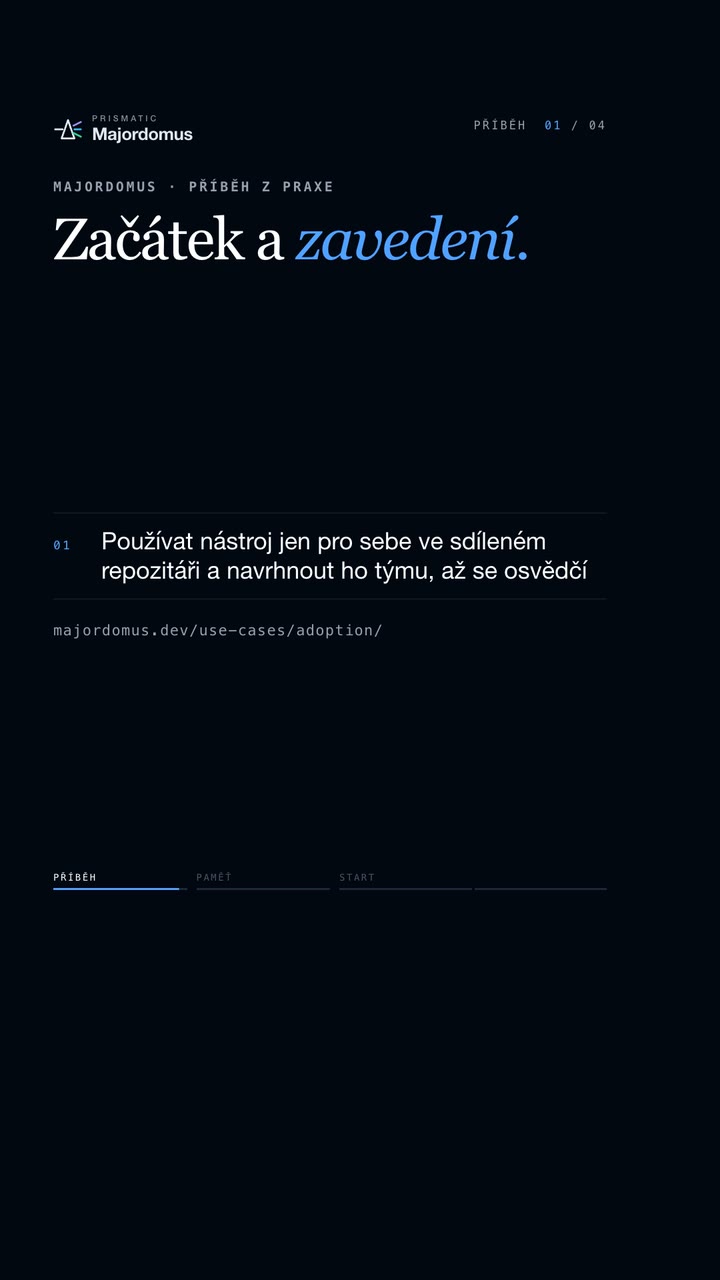 PRISMATIC
Majordomus
PŘÍBĚH 01 / 04
MAJORDOMUS · PŘÍBĚH Z PRAXE
Začátek a zavedení.
01 Používat nástroj jen pro sebe ve sdíleném
repozitáři a navrhnout ho týmu, až se osvědčí
majordomus.dev/use-cases/adoption/
PŘÍBĚH PAMĚŤ START